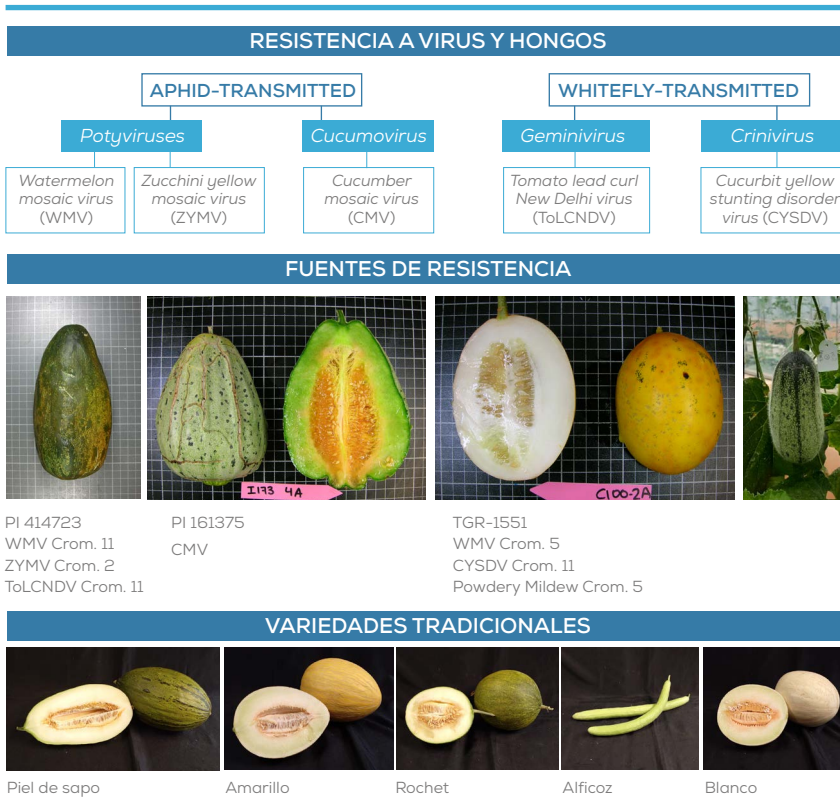 RESISTENCIA A VIRUS Y HONGOS
APHID-TRANSMITTED
WHITEFLY-TRANSMITTED
Potyviruses
Cucumovirus
Geminivirus
Crinivirus
Watermelon
mosaic virus
(WMV)
Zucchini yellow
mosaic virus
(ZYMV)
Cucumber
mosaic virus
(CMV)
Tomato lead curl
New Delhi virus
(ToLCNDV)
Cucurbit yellow
stunting disorder
virus (CYSDV)
FUENTES DE RESISTENCIA
I173 4A
C100-2A
PI 414723
WMV Crom. 11
ZYMV Crom. 2
ToLCNDV Crom. 11
PI 161375
CMV
TGR-1551
WMV Crom. 5
CYSDV Crom. 11
Powdery Mildew Crom. 5
VARIEDADES TRADICIONALES
Piel de sapo
Amarillo
Rochet
Alficoz
Blanco